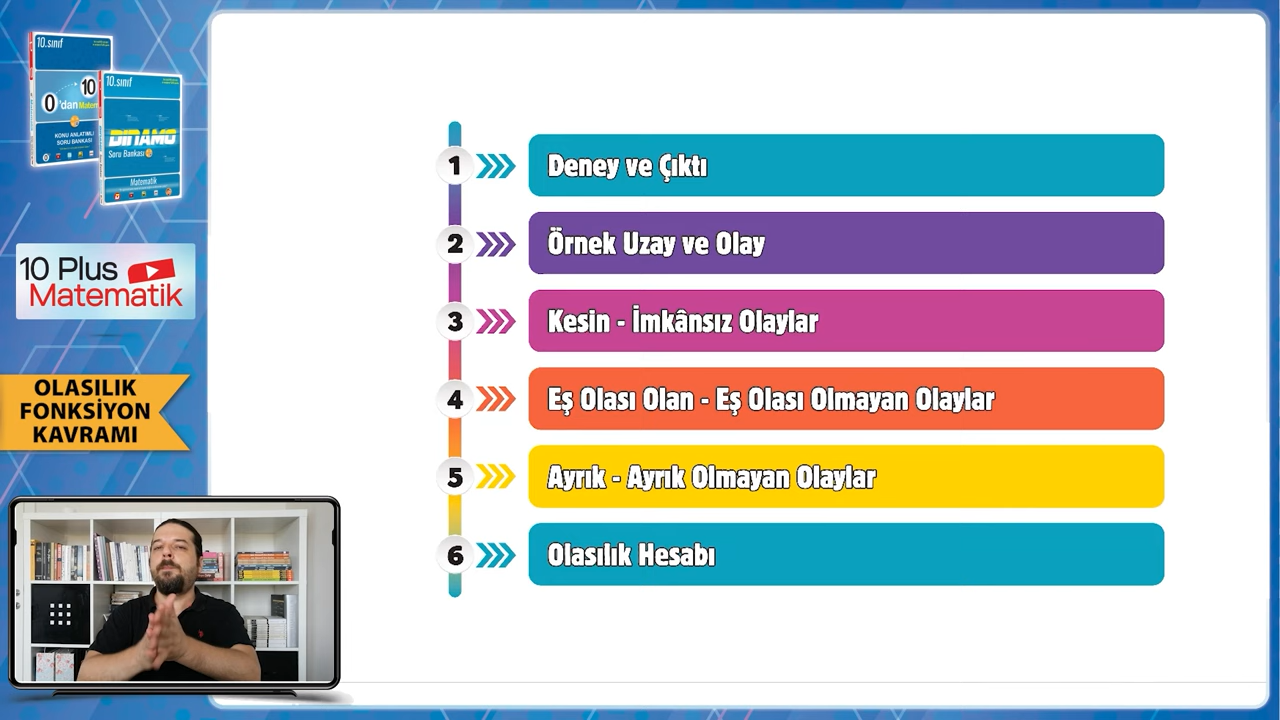 10.sınıf
0'dan 10
Matem
KONU ANLATIMLI
SORU BANKASI
10.sınıf
DİNAMO
Soru Bankası
Matematik
10 Plus
Matematik
OLASILIK
FONKSİYON
KAVRAMI
1 Deney ve Çıktı
2 Örnek Uzay ve Olay
3 Kesin - İmkânsız Olaylar
4 Eş Olası Olan - Eş Olası Olmayan Olaylar
5 Ayrık - Ayrık Olmayan Olaylar
6 Olasılık Hesabı